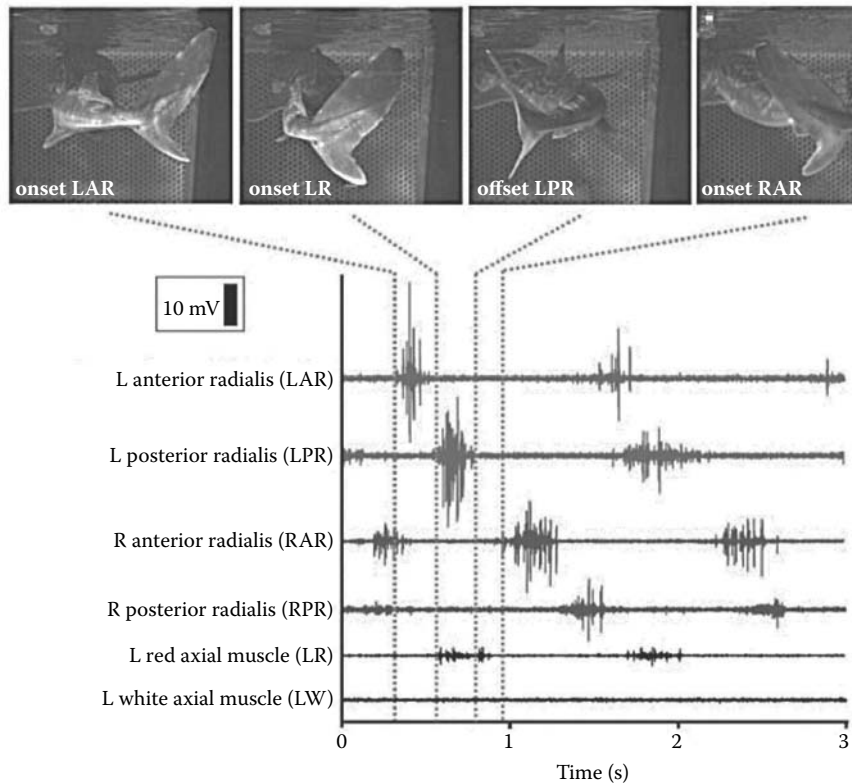 onset LAR
onset LR
offset LPR
onset RAR
10 mV
L anterior radialis (LAR)
L posterior radialis (LPR)
R anterior radialis (RAR)
R posterior radialis (RPR)
L red axial muscle (LR)
L white axial muscle (LW)
0
1
2
3
Time (s)